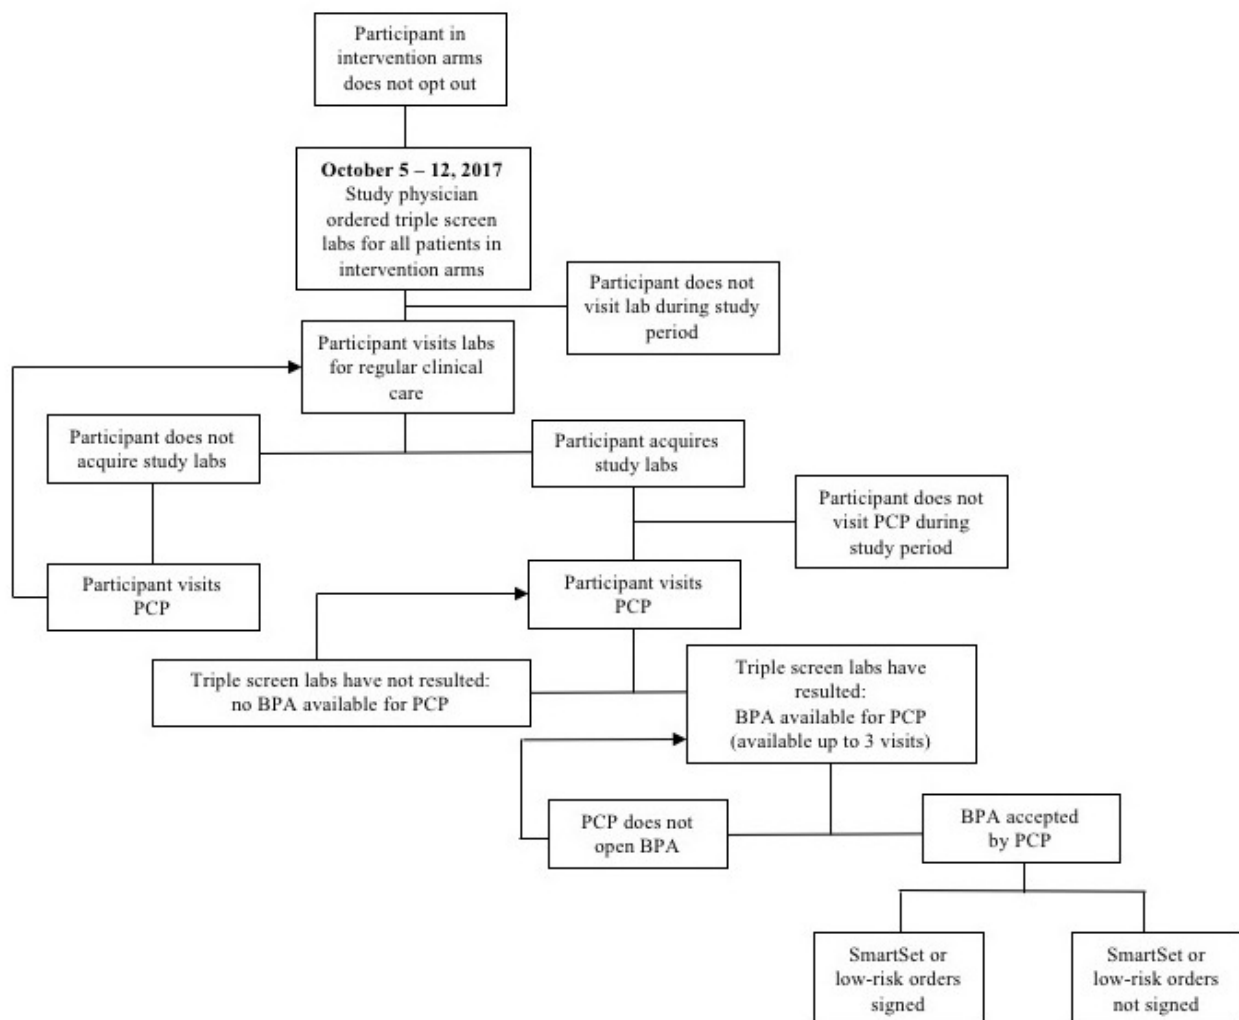 Participant in
intervention arms
does not opt out
October 5 – 12, 2017
Study physician
ordered triple screen
labs for all patients in
intervention arms
Participant does not
visit lab during study
period
Participant visits labs
for regular clinical
care
Participant does not
acquire study labs
Participant acquires
study labs
Participant does not
visit PCP during
study period
Participant visits
PCP
Participant visits
PCP
Triple screen labs have not resulted:
no BPA available for PCP
Triple screen labs have
resulted:
BPA available for PCP
(available up to 3 visits)
PCP does not
open BPA
BPA accepted
by PCP
SmartSet or
low-risk orders
signed
SmartSet or
low-risk orders
not signed